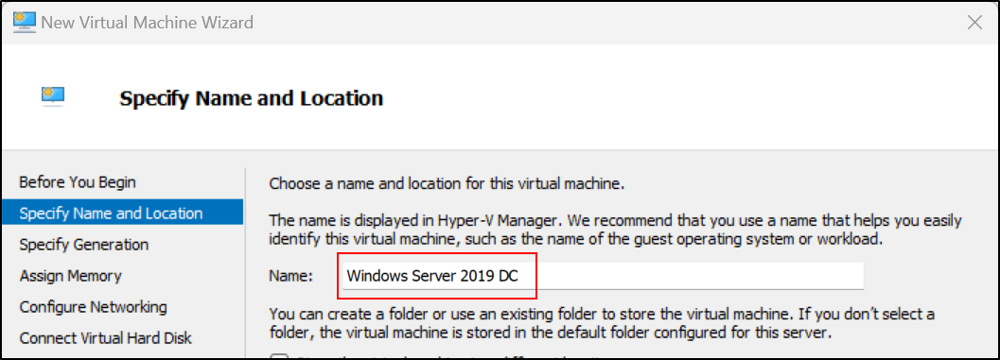 New Virtual Machine Wizard
Specify Name and Location
Before You Begin
Specify Name and Location
Specify Generation
Assign Memory
Configure Networking
Connect Virtual Hard Disk
Choose a name and location for this virtual machine.
The name is displayed in Hyper-V Manager. We recommend that you use a name that helps you easily
identify this virtual machine, such as the name of the guest operating system or workload.
Name: Windows Server 2019 DC
You can create a folder or use an existing folder to store the virtual machine. If you don't select a
folder, the virtual machine is stored in the default folder configured for this server.